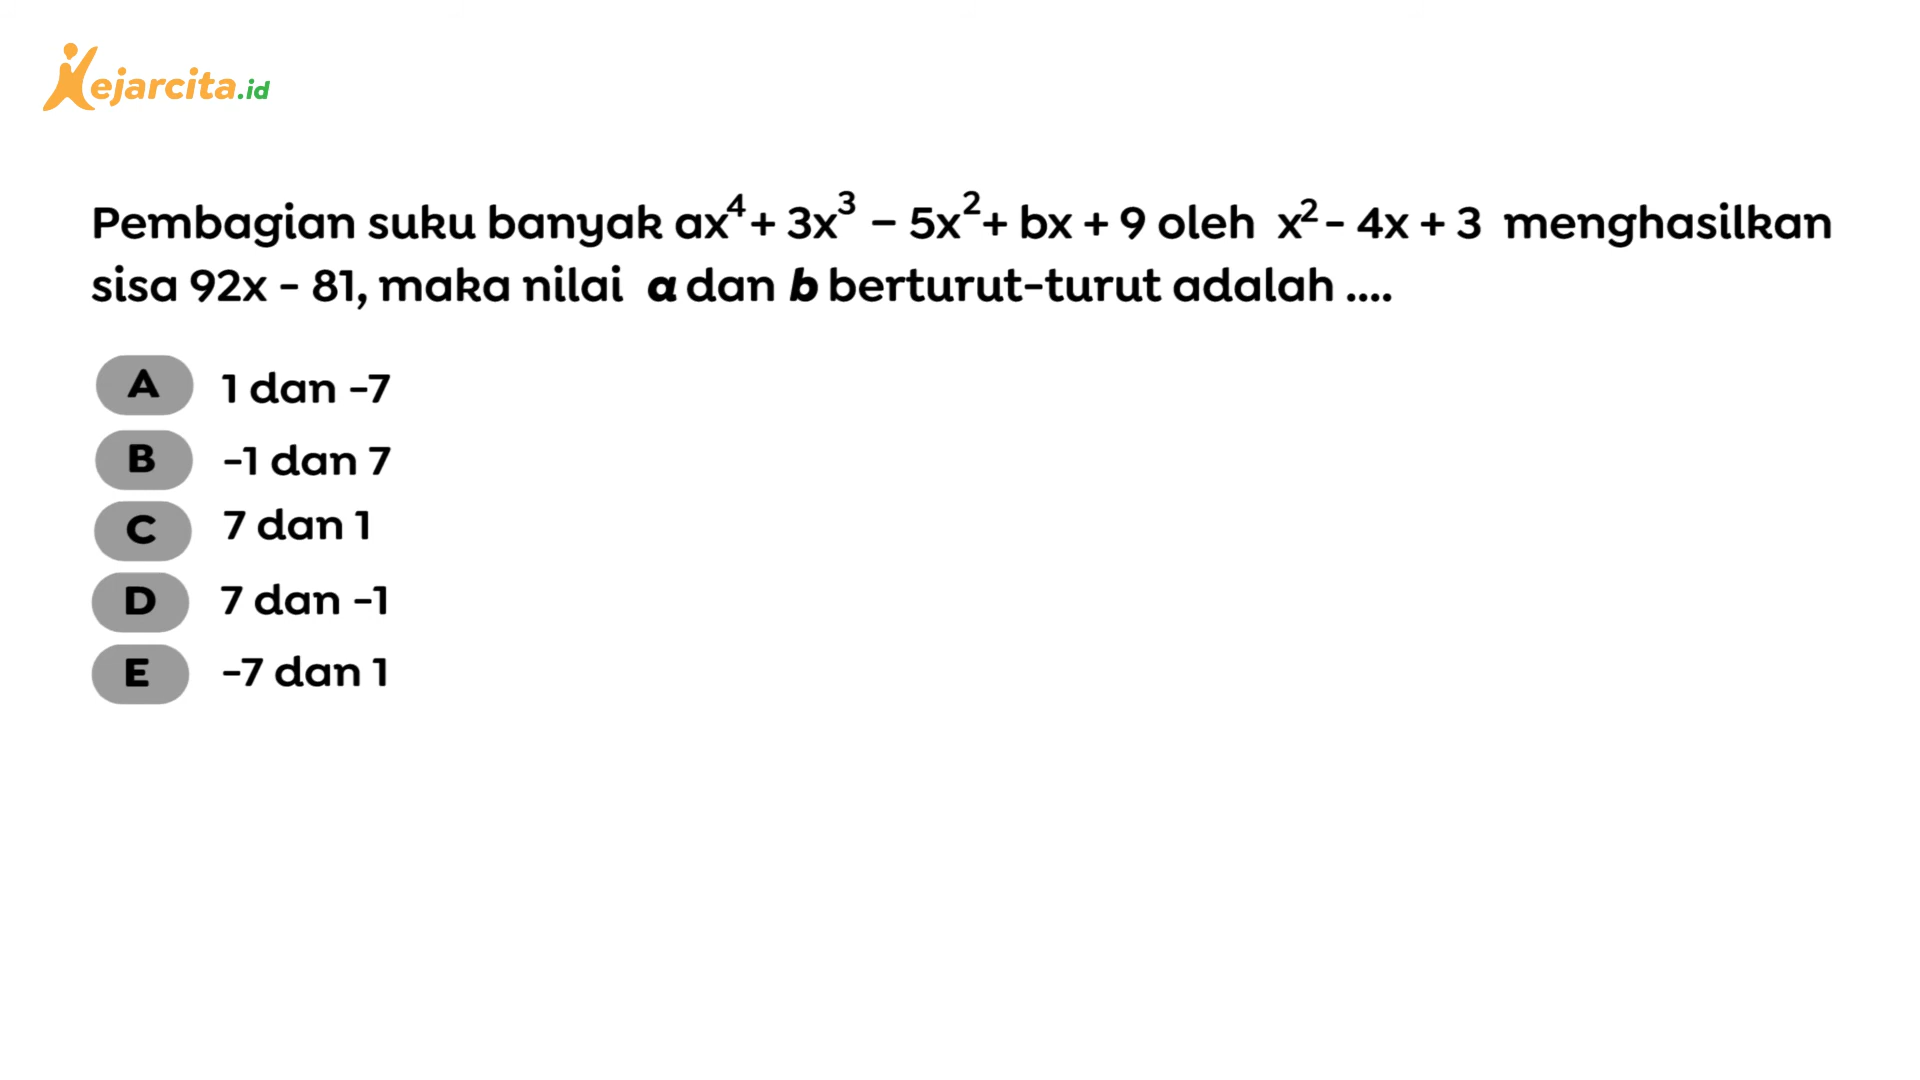 Kejarcita.id
Pembagian suku banyak ax⁴+ 3x³ – 5x²+ bx + 9 oleh x²- 4x + 3 menghasilkan
sisa 92x - 81, maka nilai a dan b berturut-turut adalah ....
A 1 dan -7
B -1 dan 7
C 7 dan 1
D 7 dan -1
E -7 dan 1